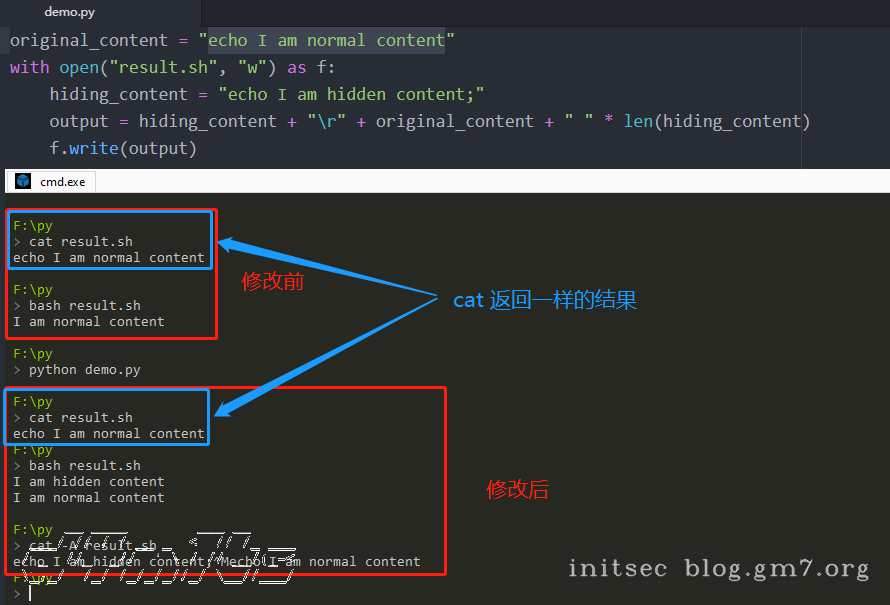 demo.py
original_content = "echo I am normal content"
with open("result.sh", "w") as f:
    hiding_content = "echo I am hidden content;"
    output = hiding_content + "\r" + original_content + " " * len(hiding_content)
    f.write(output)
cmd.exe
F:\py
> cat result.sh
echo I am normal content
修改前
F:\py
> bash result.sh
I am normal content
cat 返回一样的结果
F:\py
> python demo.py
F:\py
> cat result.sh
echo I am normal content
F:\py
> bash result.sh
I am hidden content
I am normal content
修改后
F:\py
> cat -A result.sh
echo I am hidden content;^Mecho I am normal content
F:\py
>
initsec blog.gm7.org